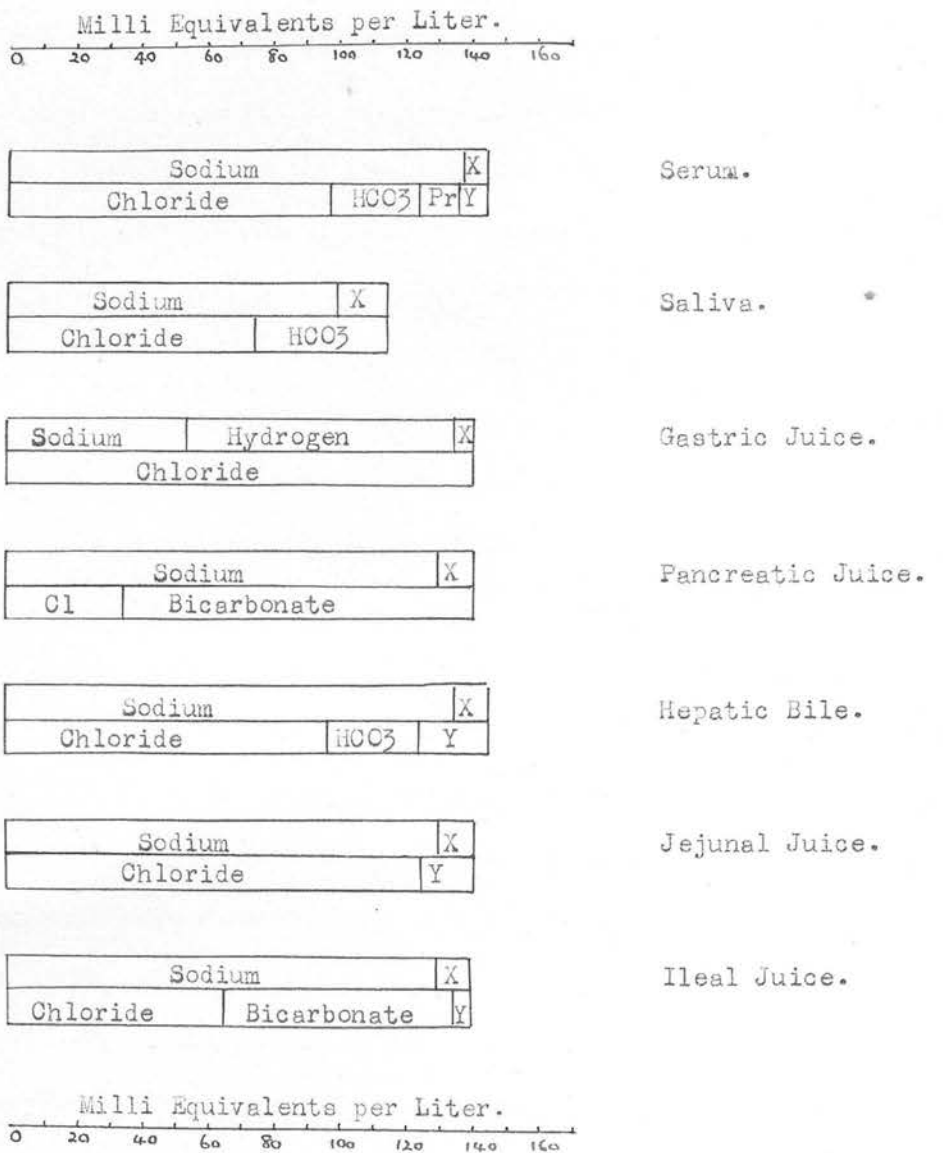 Milli Equivalents per Liter.
0 20 40 60 80 100 120 140 160
Sodium X
Serum.
Chloride HCO3 Pr Y
Sodium X
Saliva.
Chloride HCO3
Sodium Hydrogen X
Gastric Juice.
Chloride
Sodium X
Pancreatic Juice.
Cl Bicarbonate
Sodium X
Hepatic Bile.
Chloride HCO3 Y
Sodium X
Jejunal Juice.
Chloride Y
Sodium X
Ileal Juice.
Chloride Bicarbonate Y
Milli Equivalents per Liter.
0 20 40 60 80 100 120 140 160